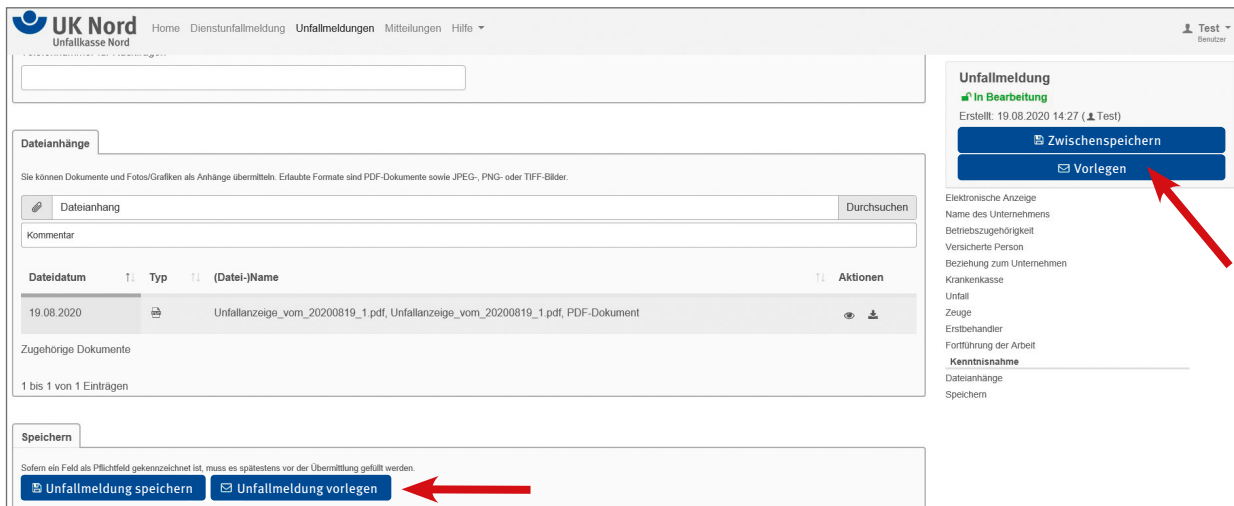 UK Nord
Unfallkasse Nord
Home Dienstunfallmeldung Unfallmeldungen Mitteilungen Hilfe
Test
Benutzer
Dateianhänge
Sie können Dokumente und Fotos/Grafiken als Anhänge übermitteln. Erlaubte Formate sind PDF-Dokumente sowie JPEG-, PNG- oder TIFF-Bilder.
Dateianhang Durchsuchen
Kommentar
Dateidatum Typ (Datei-)Name Aktionen
19.08.2020 Unfallanzeige_vom_20200819_1.pdf, Unfallanzeige_vom_20200819_1.pdf, PDF-Dokument
Zugehörige Dokumente
1 bis 1 von 1 Einträgen
Speichern
Sofern ein Feld als Pflichtfeld gekennzeichnet ist, muss es spätestens vor der Übermittlung gefüllt werden.
Unfallmeldung speichern Unfallmeldung vorlegen
Unfallmeldung
In Bearbeitung
Erstellt: 19.08.2020 14:27 (Test)
Zwischenspeichern
Vorlegen
Elektronische Anzeige
Name des Unternehmens
Betriebszugehörigkeit
Versicherte Person
Beziehung zum Unternehmen
Krankenkasse
Unfall
Zeuge
Erstbehandler
Fortführung der Arbeit
Kenntnisnahme
Dateianhänge
Speichern